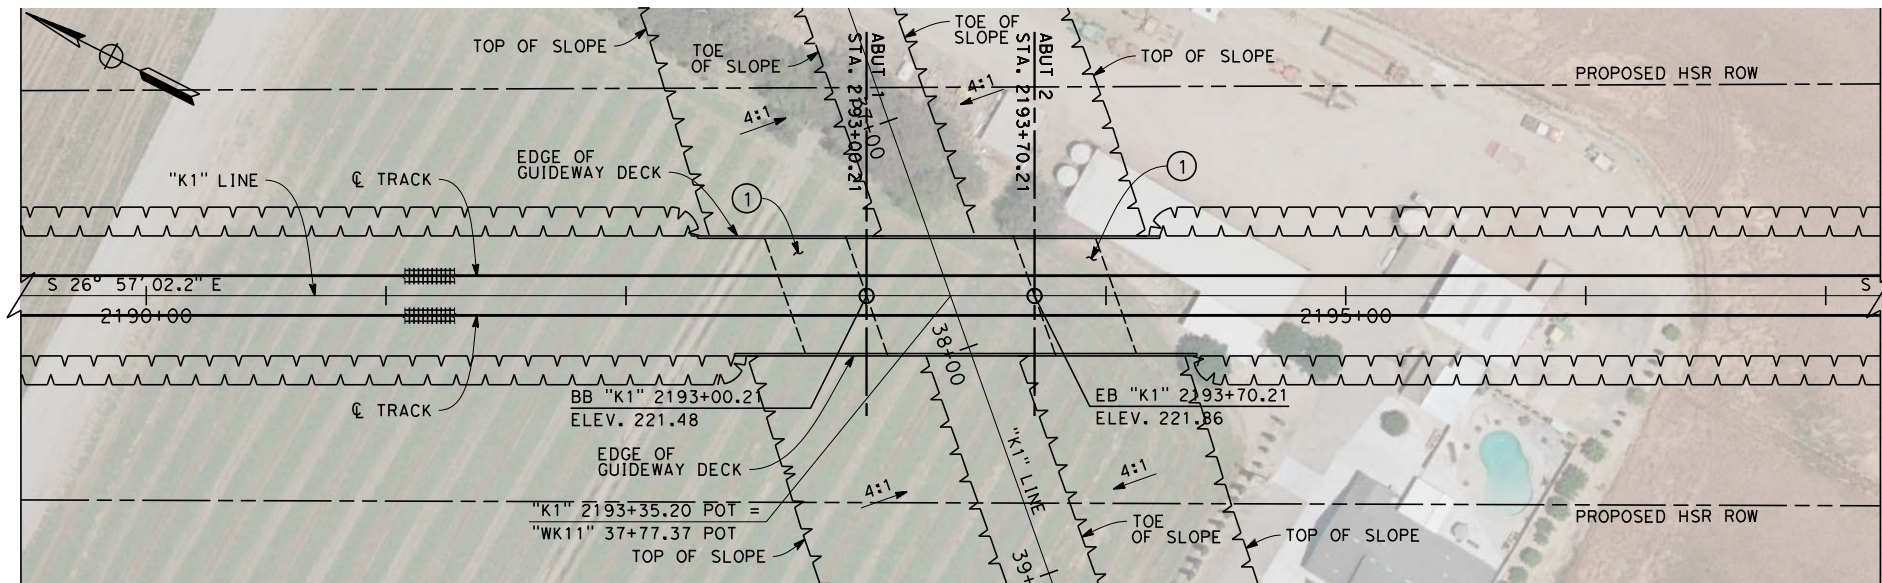 TOP OF SLOPE
TOE
OF SLOPE
ABUT 1
STA. 2193+00.21
TOE OF
SLOPE
ABUT 2
STA. 2193+70.21
TOP OF SLOPE
PROPOSED HSR ROW
4:1
4:1
37+00
EDGE OF
GUIDEWAY DECK
"K1" LINE
℄ TRACK
1
1
S 26° 57' 02.2" E
S
2190+00
2195+00
38+00
℄ TRACK
BB "K1" 2193+00.21
ELEV. 221.48
EB "K1" 2193+70.21
ELEV. 221.86
EDGE OF
GUIDEWAY DECK
"K1" LINE
4:1
4:1
"K1" 2193+35.20 POT =
"WK11" 37+77.37 POT
TOP OF SLOPE
39+
TOE
OF SLOPE
TOP OF SLOPE
PROPOSED HSR ROW